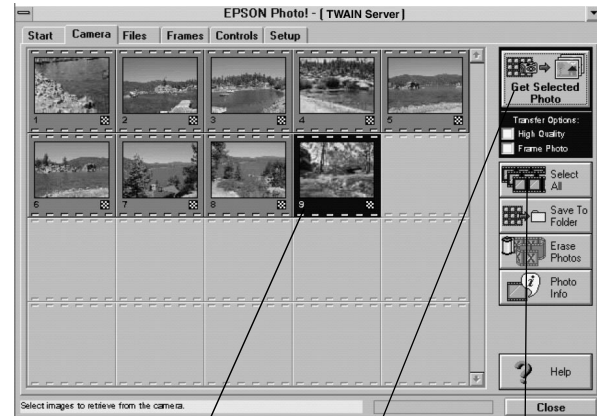 EPSON Photo! - [ TWAIN Server ]
Start Camera Files Frames Controls Setup
1 2 3 4 5
6 7 8 9
Get Selected
Photo
Transfer Options:
High Quality
Frame Photo
Select
All
Save To
Folder
Erase
Photos
Photo
Info
Help
Select images to retrieve from the camera.
Close